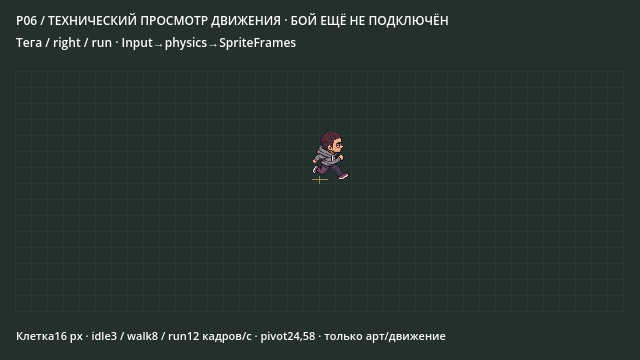 P06 / ТЕХНИЧЕСКИЙ ПРОСМОТР ДВИЖЕНИЯ · БОЙ ЕЩЁ НЕ ПОДКЛЮЧЁН
Тега / right / run · Input→physics→SpriteFrames
Клетка16 px · idle3 / walk8 / run12 кадров/с · pivot24,58 · только арт/движение